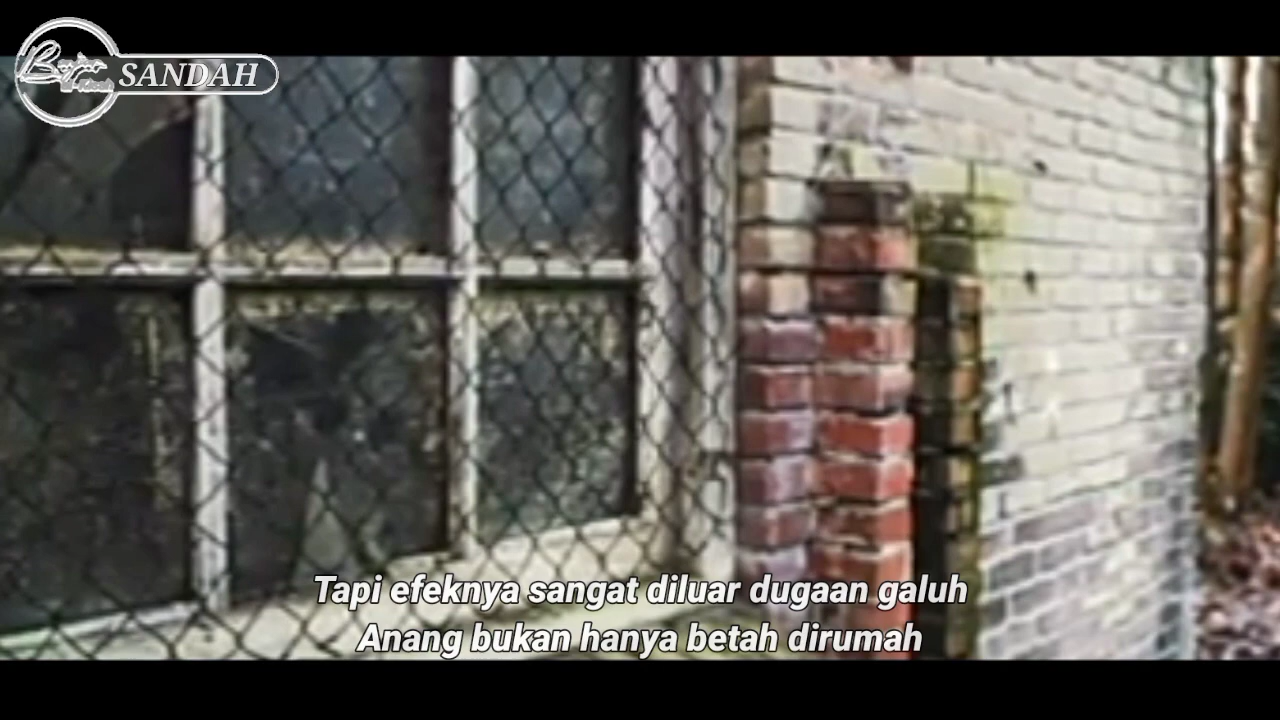 SANDAH
Tapi efeknya sangat diluar dugaan galuh
Anang bukan hanya betah dirumah